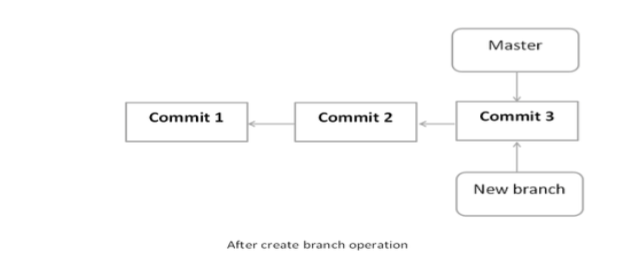 Master
Commit 1
Commit 2
Commit 3
New branch
After create branch operation